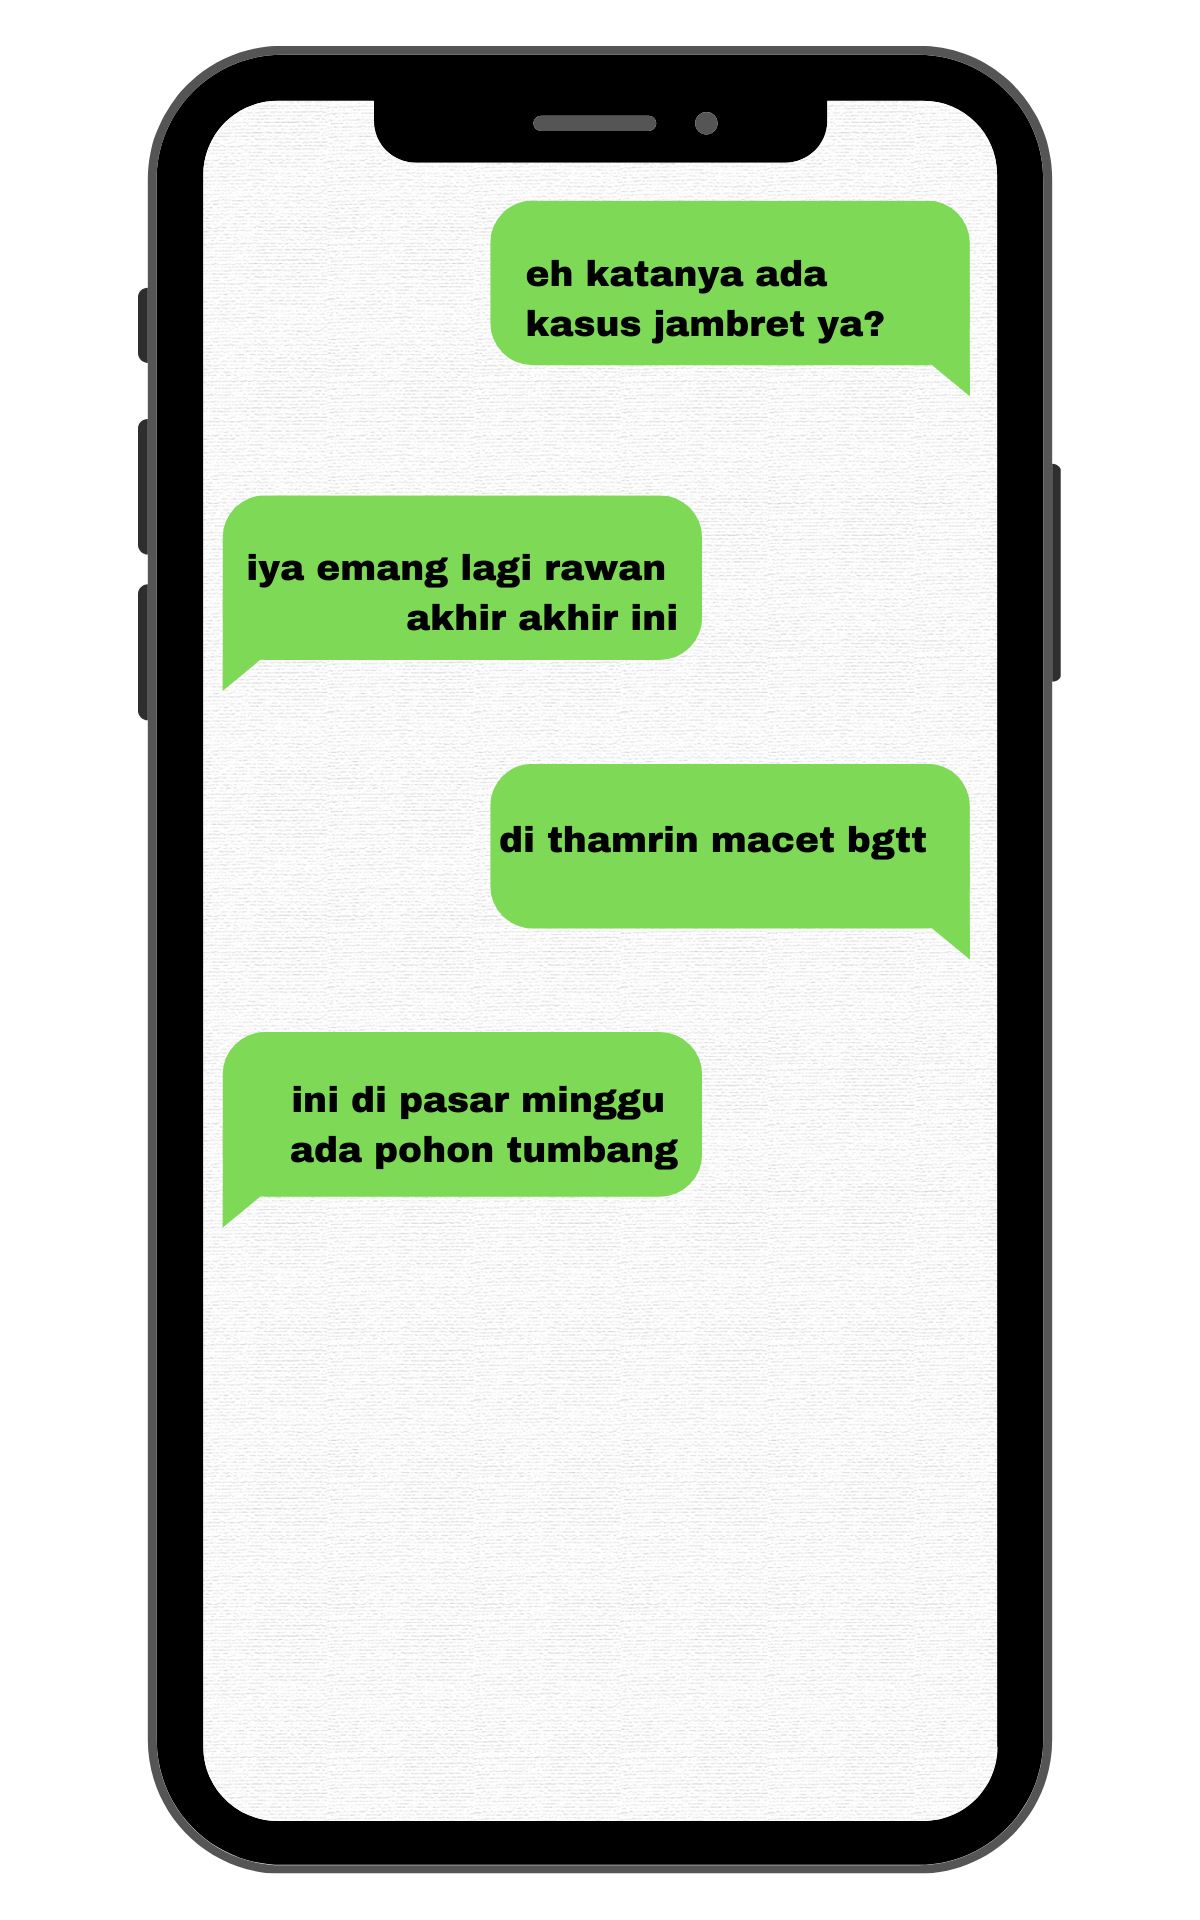 eh katanya ada
kasus jambret ya?
iya emang lagi rawan
akhir akhir ini
di thamrin macet bgtt
ini di pasar minggu
ada pohon tumbang